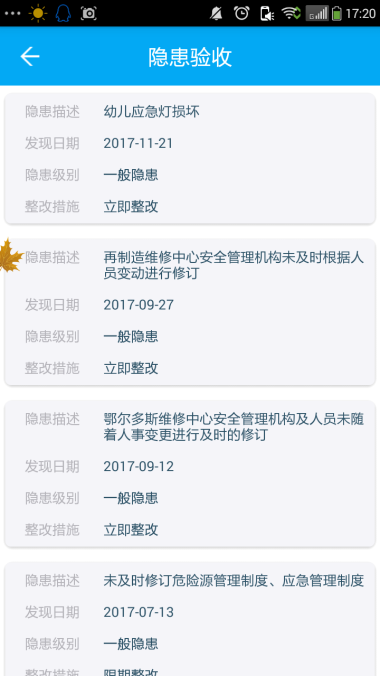 17:20
隐患验收
隐患描述 幼儿应急灯损坏
发现日期 2017-11-21
隐患级别 一般隐患
整改措施 立即整改
隐患描述 再制造维修中心安全管理机构未及时根据人
员变动进行修订
发现日期 2017-09-27
隐患级别 一般隐患
整改措施 立即整改
隐患描述 鄂尔多斯维修中心安全管理机构及人员未随
着人事变更进行及时的修订
发现日期 2017-09-12
隐患级别 一般隐患
整改措施 立即整改
隐患描述 未及时修订危险源管理制度、应急管理制度
发现日期 2017-07-13
隐患级别 一般隐患
整改措施 限期整改